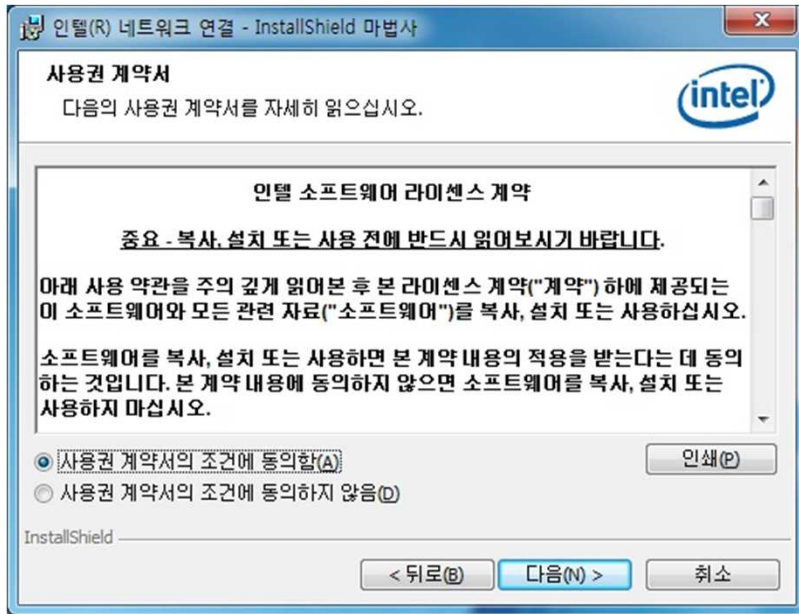 인텔(R) 네트워크 연결 - InstallShield 마법사
사용권 계약서
다음의 사용권 계약서를 자세히 읽으십시오.
intel
인텔 소프트웨어 라이센스 계약
중요 - 복사, 설치 또는 사용 전에 반드시 읽어보시기 바랍니다.
아래 사용 약관을 주의 깊게 읽어본 후 본 라이센스 계약("계약") 하에 제공되는
이 소프트웨어와 모든 관련 자료("소프트웨어")를 복사, 설치 또는 사용하십시오.
소프트웨어를 복사, 설치 또는 사용하면 본 계약 내용의 적용을 받는다는 데 동의
하는 것입니다. 본 계약 내용에 동의하지 않으면 소프트웨어를 복사, 설치 또는
사용하지 마십시오.
사용권 계약서의 조건에 동의함(A)
인쇄(P)
사용권 계약서의 조건에 동의하지 않음(D)
InstallShield
< 뒤로(B)
다음(N) >
취소